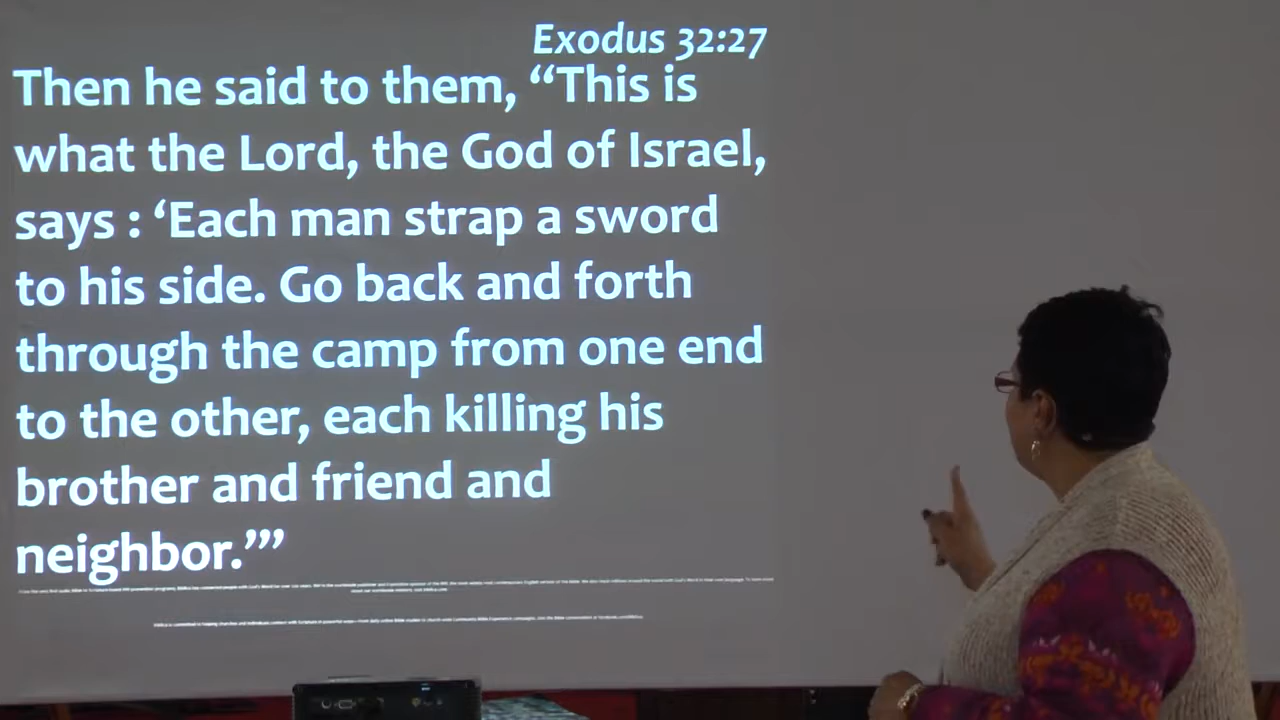 Exodus 32:27
Then he said to them, “This is
what the Lord, the God of Israel,
says : ‘Each man strap a sword
to his side. Go back and forth
through the camp from one end
to the other, each killing his
brother and friend and
neighbor.’”